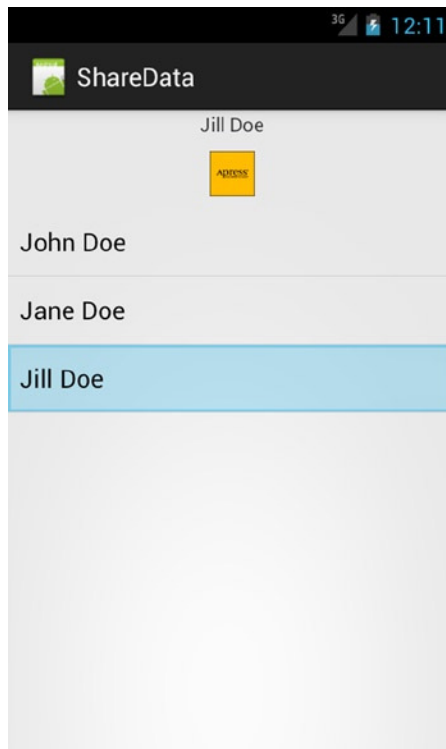 3G 12:11
ShareData
Jill Doe
Apress
John Doe
Jane Doe
Jill Doe